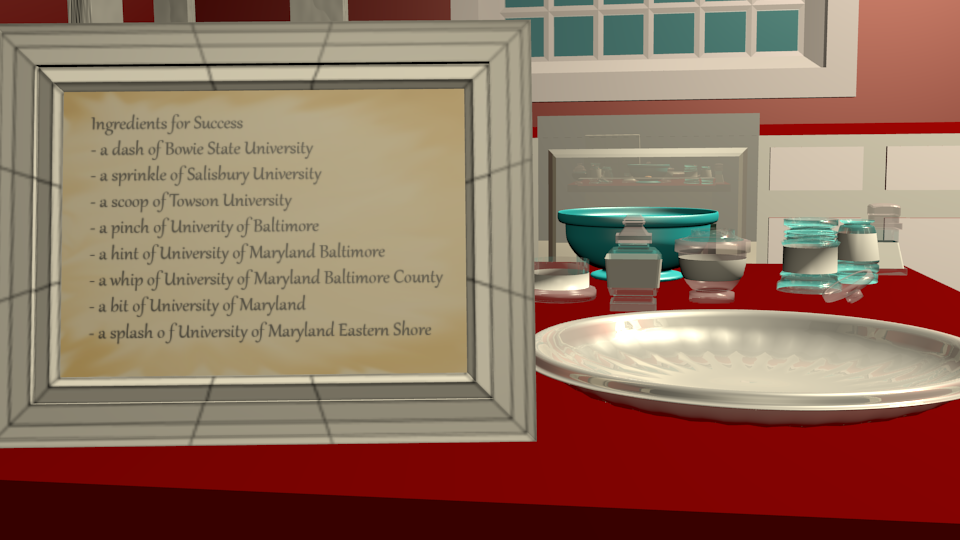 Ingredients for Success
- a dash of Bowie State University
- a sprinkle of Salisbury University
- a scoop of Towson University
- a pinch of Univerity of Baltimore
- a hint of University of Maryland Baltimore
- a whip of University of Maryland Baltimore County
- a bit of University of Maryland
- a splash of University of Maryland Eastern Shore